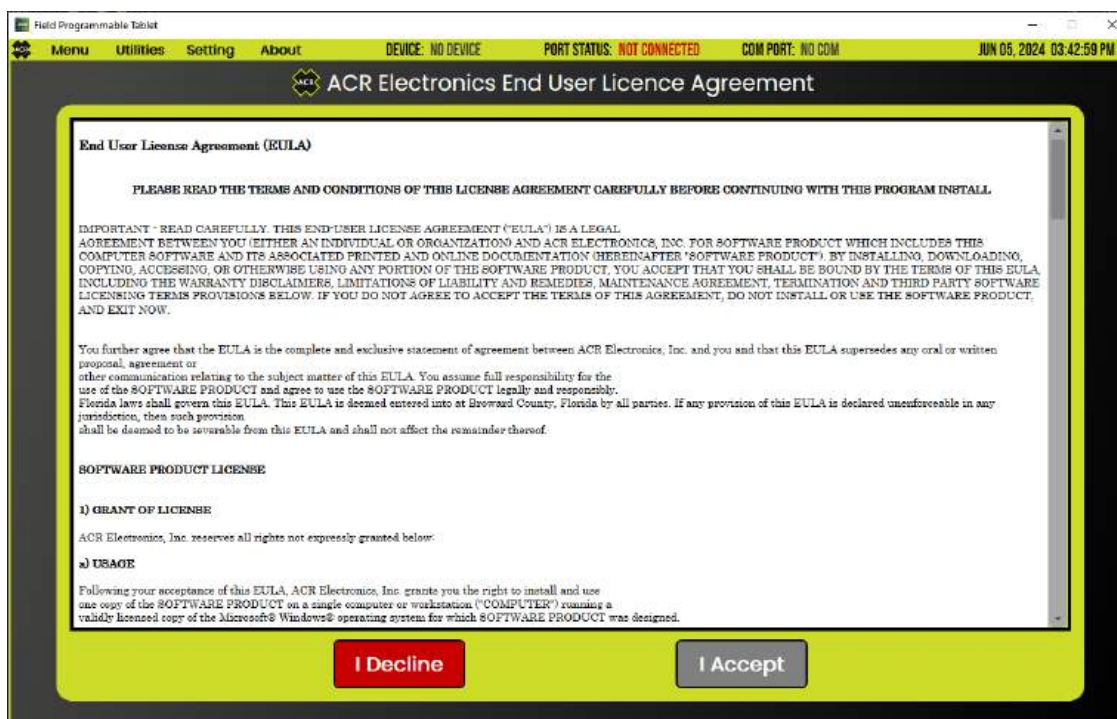 Field Programmable Tablet
ACR Menu Utilities Setting About DEVICE: NO DEVICE PORT STATUS: NOT CONNECTED COM PORT: NO COM JUN 05, 2024 03:42:59 PM
ACR ACR Electronics End User Licence Agreement
End User License Agreement (EULA)
PLEASE READ THE TERMS AND CONDITIONS OF THIS LICENSE AGREEMENT CAREFULLY BEFORE CONTINUING WITH THIS PROGRAM INSTALL
IMPORTANT - READ CAREFULLY. THIS END-USER LICENSE AGREEMENT ("EULA") IS A LEGAL
AGREEMENT BETWEEN YOU (EITHER AN INDIVIDUAL OR ORGANIZATION) AND ACR ELECTRONICS, INC. FOR SOFTWARE PRODUCT WHICH INCLUDES THIS
COMPUTER SOFTWARE AND ITS ASSOCIATED PRINTED AND ONLINE DOCUMENTATION (HEREINAFTER "SOFTWARE PRODUCT"). BY INSTALLING, DOWNLOADING,
COPYING, ACCESSING, OR OTHERWISE USING ANY PORTION OF THE SOFTWARE PRODUCT, YOU ACCEPT THAT YOU SHALL BE BOUND BY THE TERMS OF THIS EULA,
INCLUDING THE WARRANTY DISCLAIMERS, LIMITATIONS OF LIABILITY AND REMEDIES, MAINTENANCE AGREEMENT, TERMINATION AND THIRD PARTY SOFTWARE
LICENSING TERMS PROVISIONS BELOW. IF YOU DO NOT AGREE TO ACCEPT THE TERMS OF THIS AGREEMENT, DO NOT INSTALL OR USE THE SOFTWARE PRODUCT,
AND EXIT NOW.
You further agree that the EULA is the complete and exclusive statement of agreement between ACR Electronics, Inc. and you and that this EULA supersedes any oral or written
proposal, agreement or
other communication relating to the subject matter of this EULA. You assume full responsibility for the
use of the SOFTWARE PRODUCT and agree to use the SOFTWARE PRODUCT legally and responsibly.
Florida laws shall govern this EULA. This EULA is deemed entered into at Broward County, Florida by all parties. If any provision of this EULA is declared unenforceable in any
jurisdiction, then such provision
shall be deemed to be severable from this EULA and shall not affect the remainder thereof.
SOFTWARE PRODUCT LICENSE
1) GRANT OF LICENSE
ACR Electronics, Inc. reserves all rights not expressly granted below:
a) USAGE
Following your acceptance of this EULA, ACR Electronics, Inc. grants you the right to install and use
one copy of the SOFTWARE PRODUCT on a single computer or workstation ("COMPUTER") running a
validly licensed copy of the Microsoft® Windows® operating system for which SOFTWARE PRODUCT was designed.
I Decline I Accept